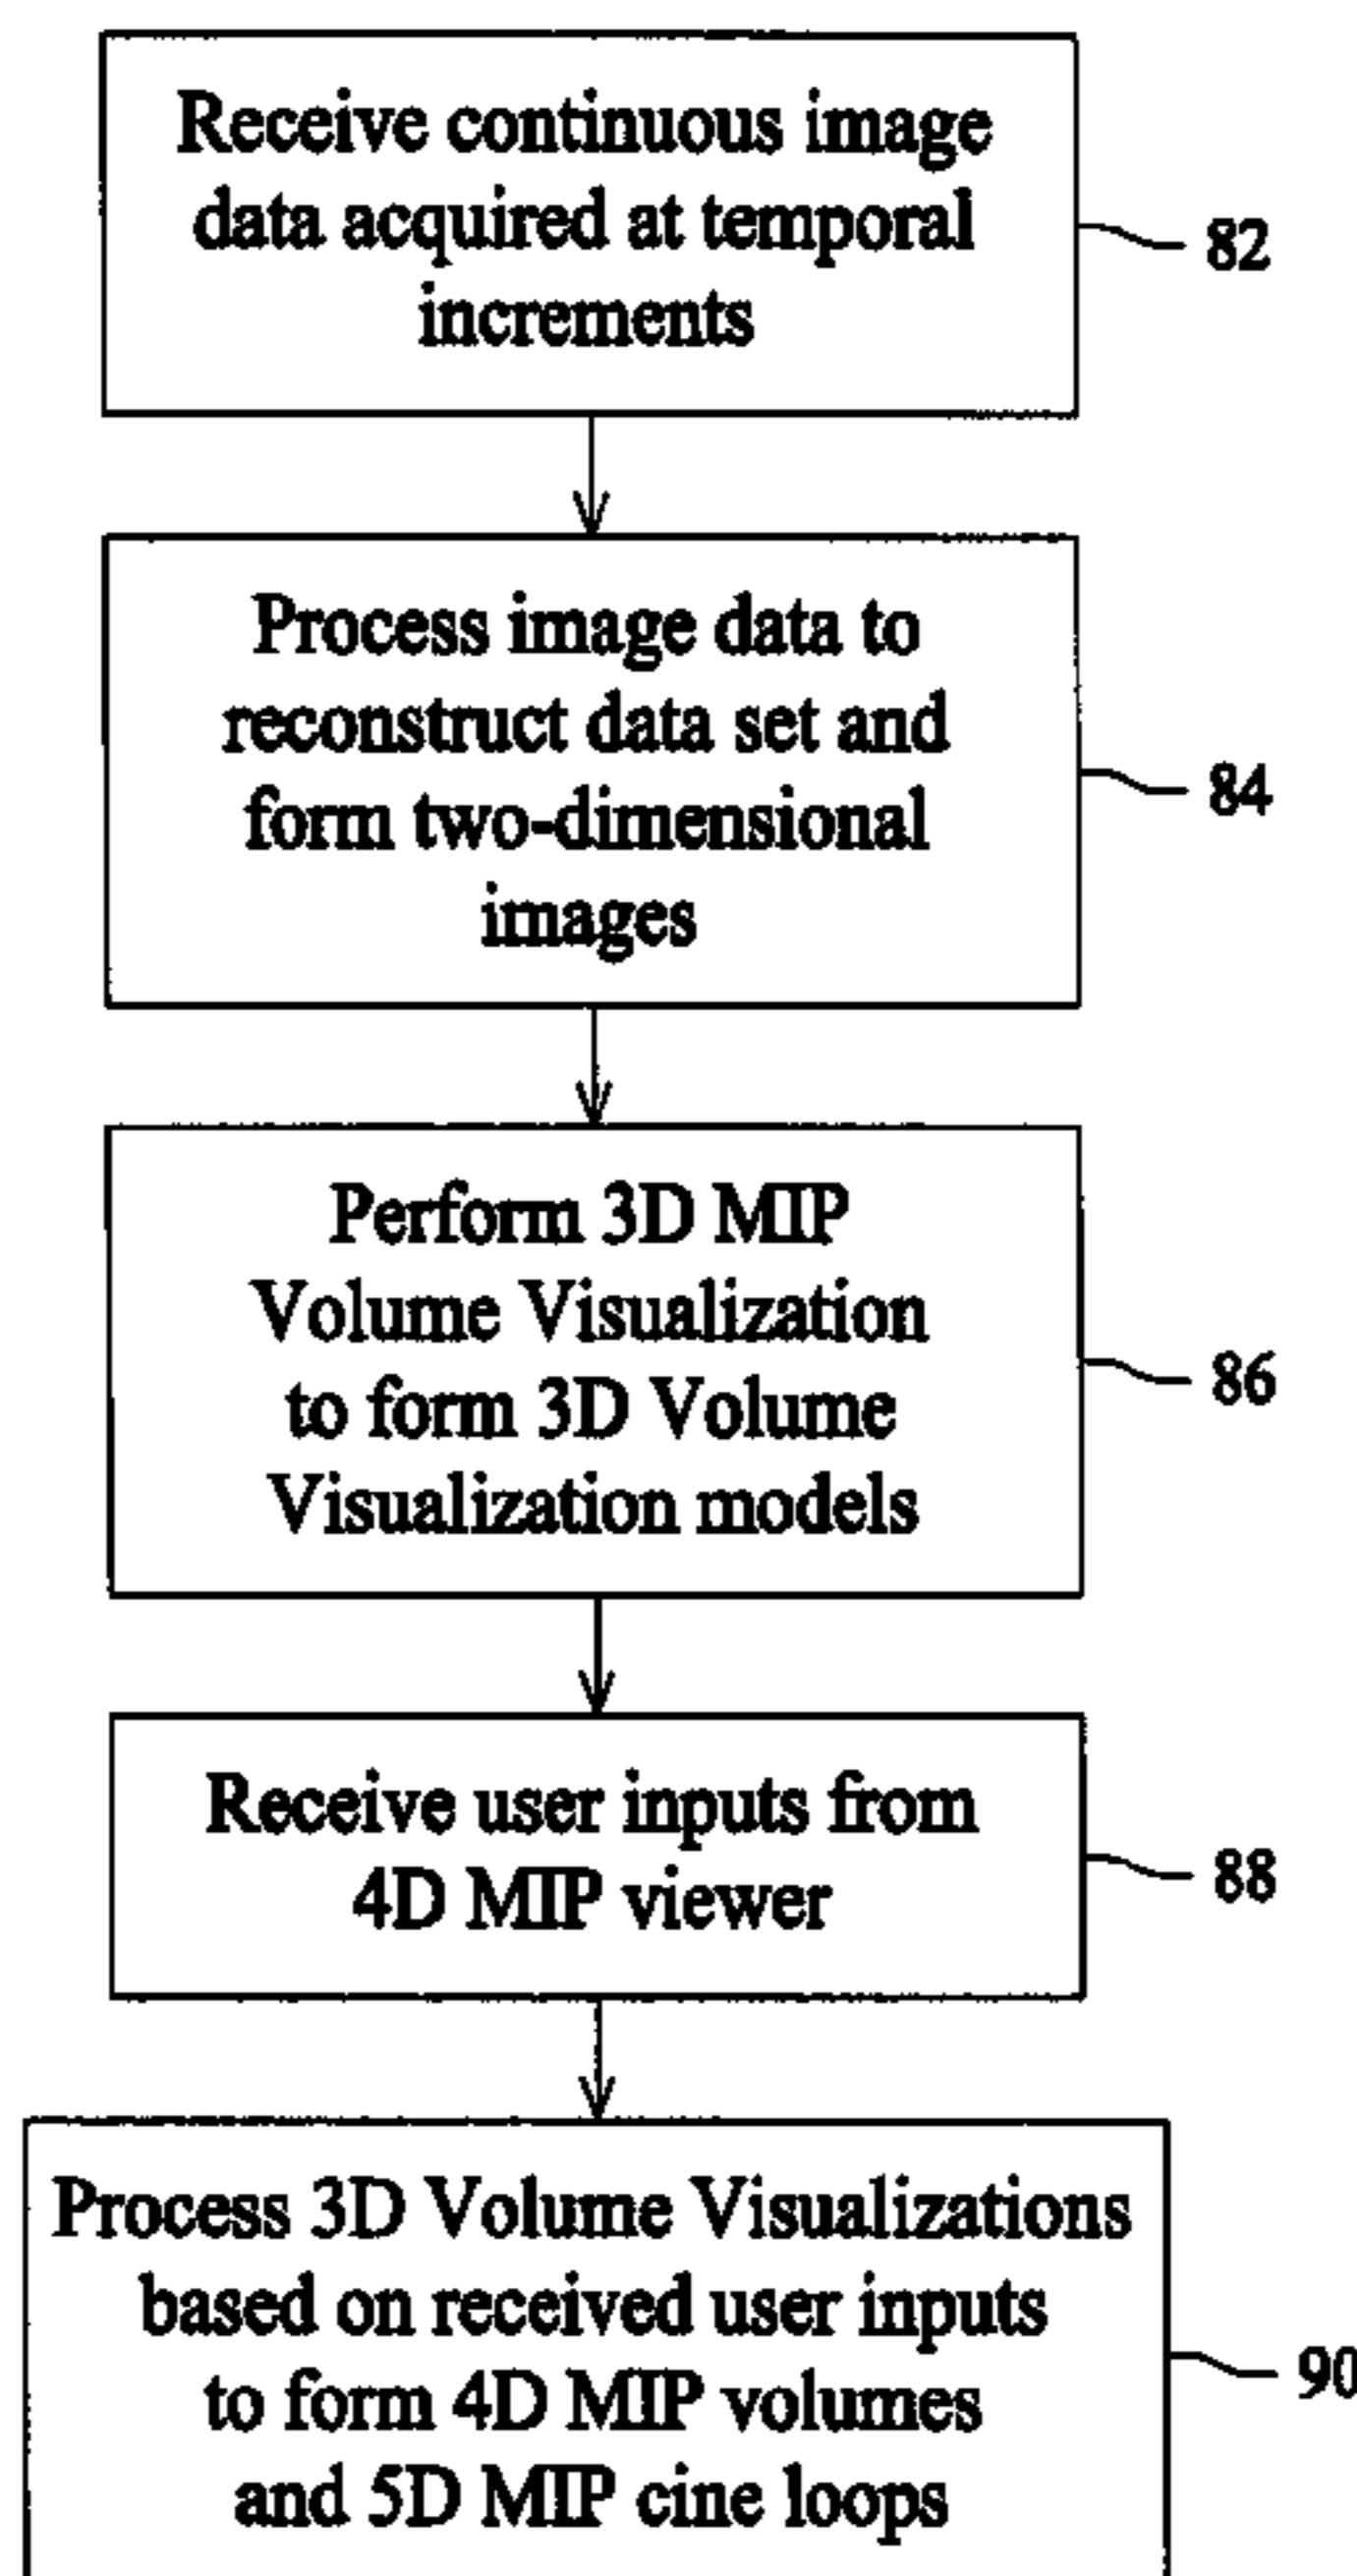 Receive continuous image
data acquired at temporal
increments
82
Process image data to
reconstruct data set and
form two-dimensional
images
84
Perform 3D MIP
Volume Visualization
to form 3D Volume
Visualization models
86
Receive user inputs from
4D MIP viewer
88
Process 3D Volume Visualizations
based on received user inputs
to form 4D MIP volumes
and 5D MIP cine loops
90